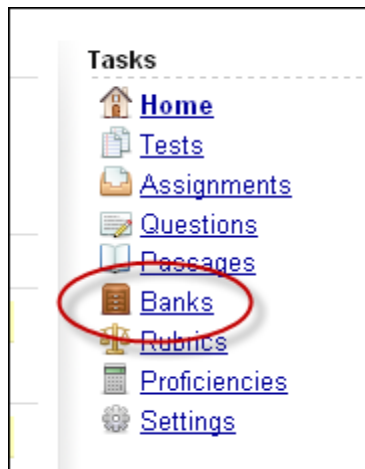 Tasks
Home
Tests
Assignments
Questions
Passages
Banks
Rubrics
Proficiencies
Settings